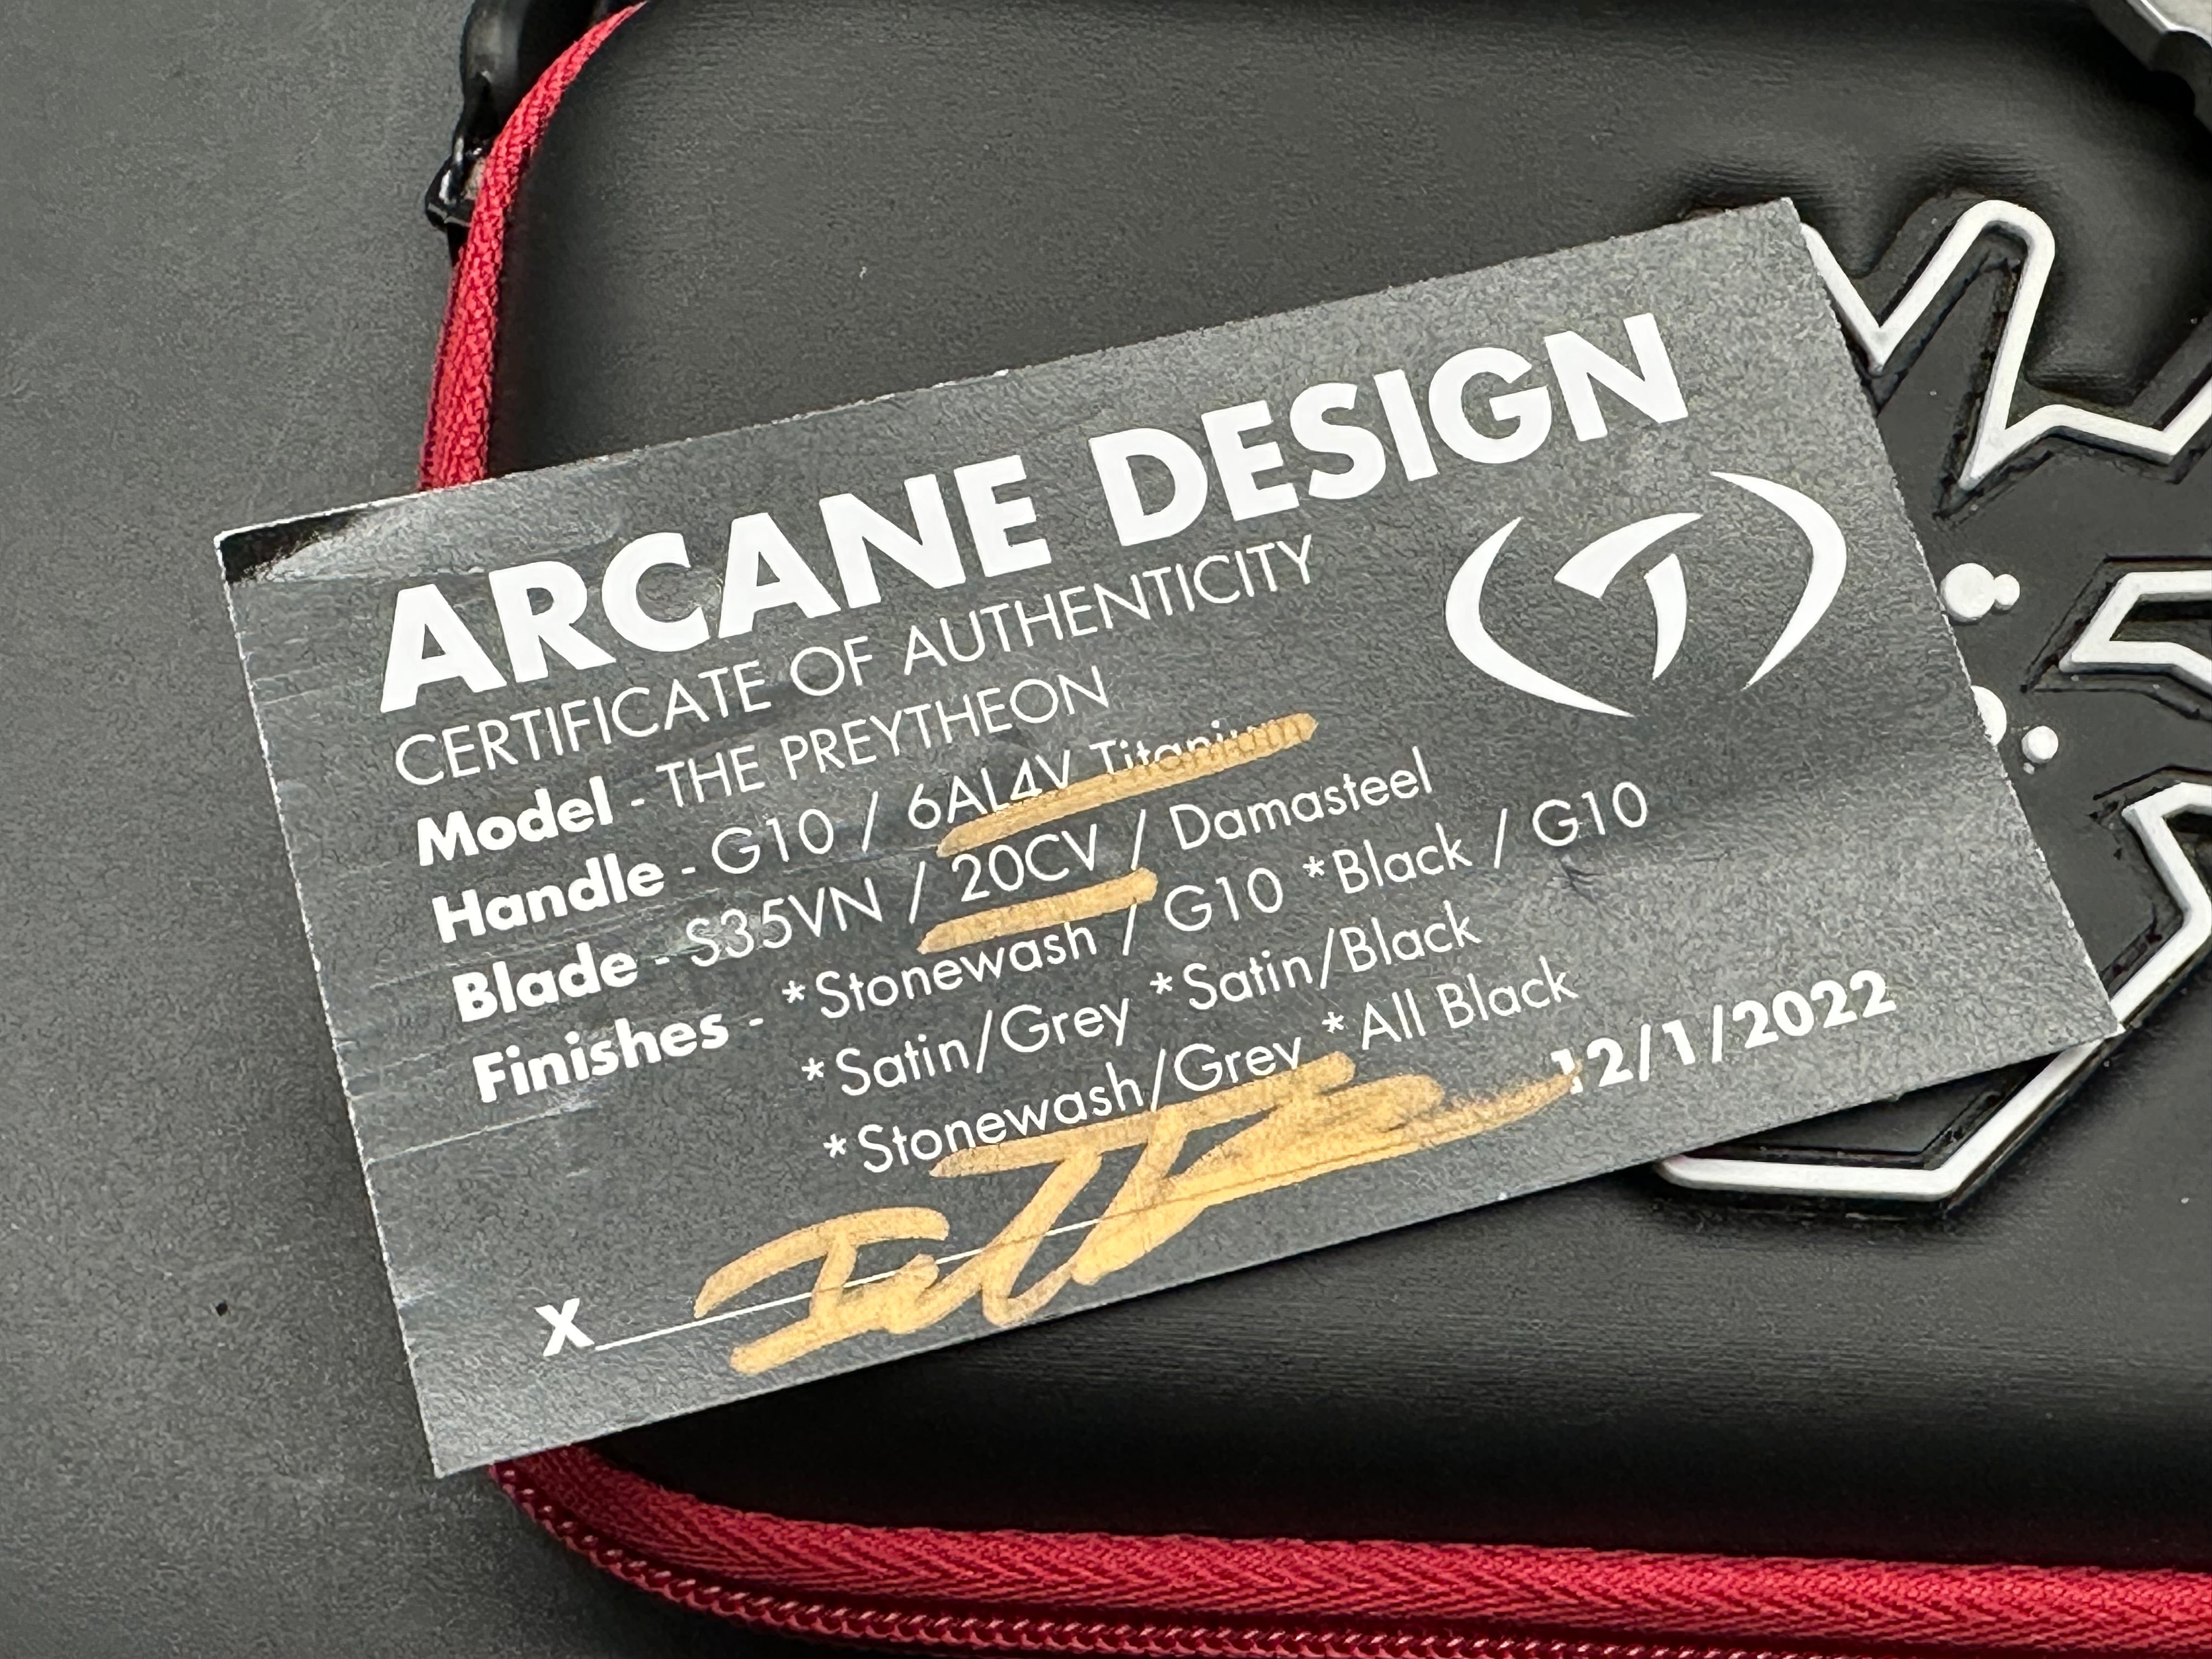 ARCANE DESIGN
CERTIFICATE OF AUTHENTICITY
Model - THE PREYTHEON
Handle - G10 / 6AL4V Titanium
Blade - S35VN / 20CV / Damasteel
Finishes - *Stonewash / G10 *Black / G10
*Satin/Grey *Satin/Black
*Stonewash/Grey *All Black
12/1/2022
X